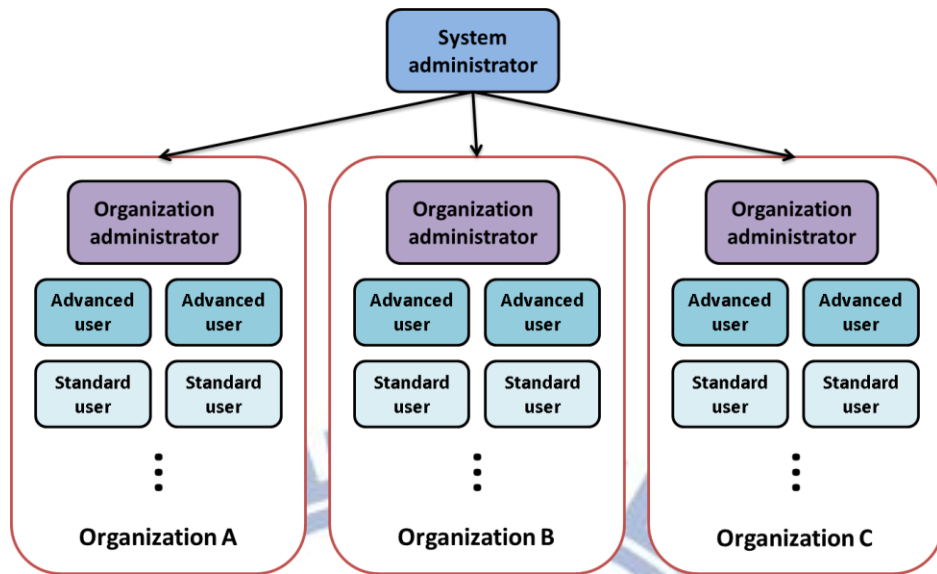 System
administrator
Organization
administrator
Advanced
user
Advanced
user
Standard
user
Standard
user
Organization A
Organization
administrator
Advanced
user
Advanced
user
Standard
user
Standard
user
Organization B
Organization
administrator
Advanced
user
Advanced
user
Standard
user
Standard
user
Organization C